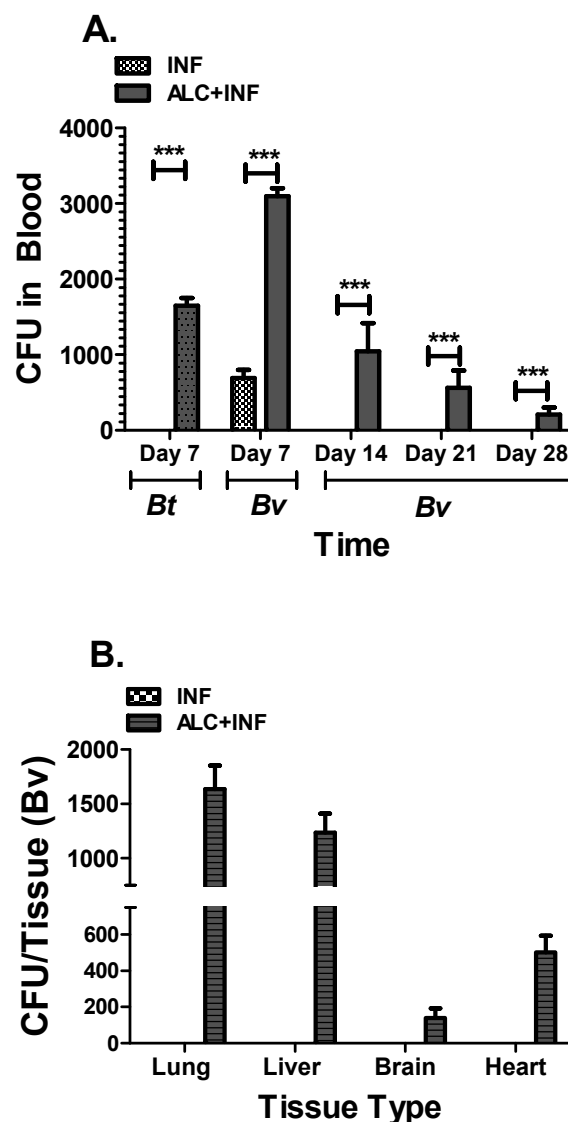 A.
INF
ALC+INF
CFU in Blood
4000
3000
2000
1000
0
*** *** *** *** ***
Day 7 Day 7 Day 14 Day 21 Day 28
Bt Bv Bv
Time
B.
INF
ALC+INF
CFU/Tissue (Bv)
2000
1500
1000
600
400
200
0
Lung Liver Brain Heart
Tissue Type